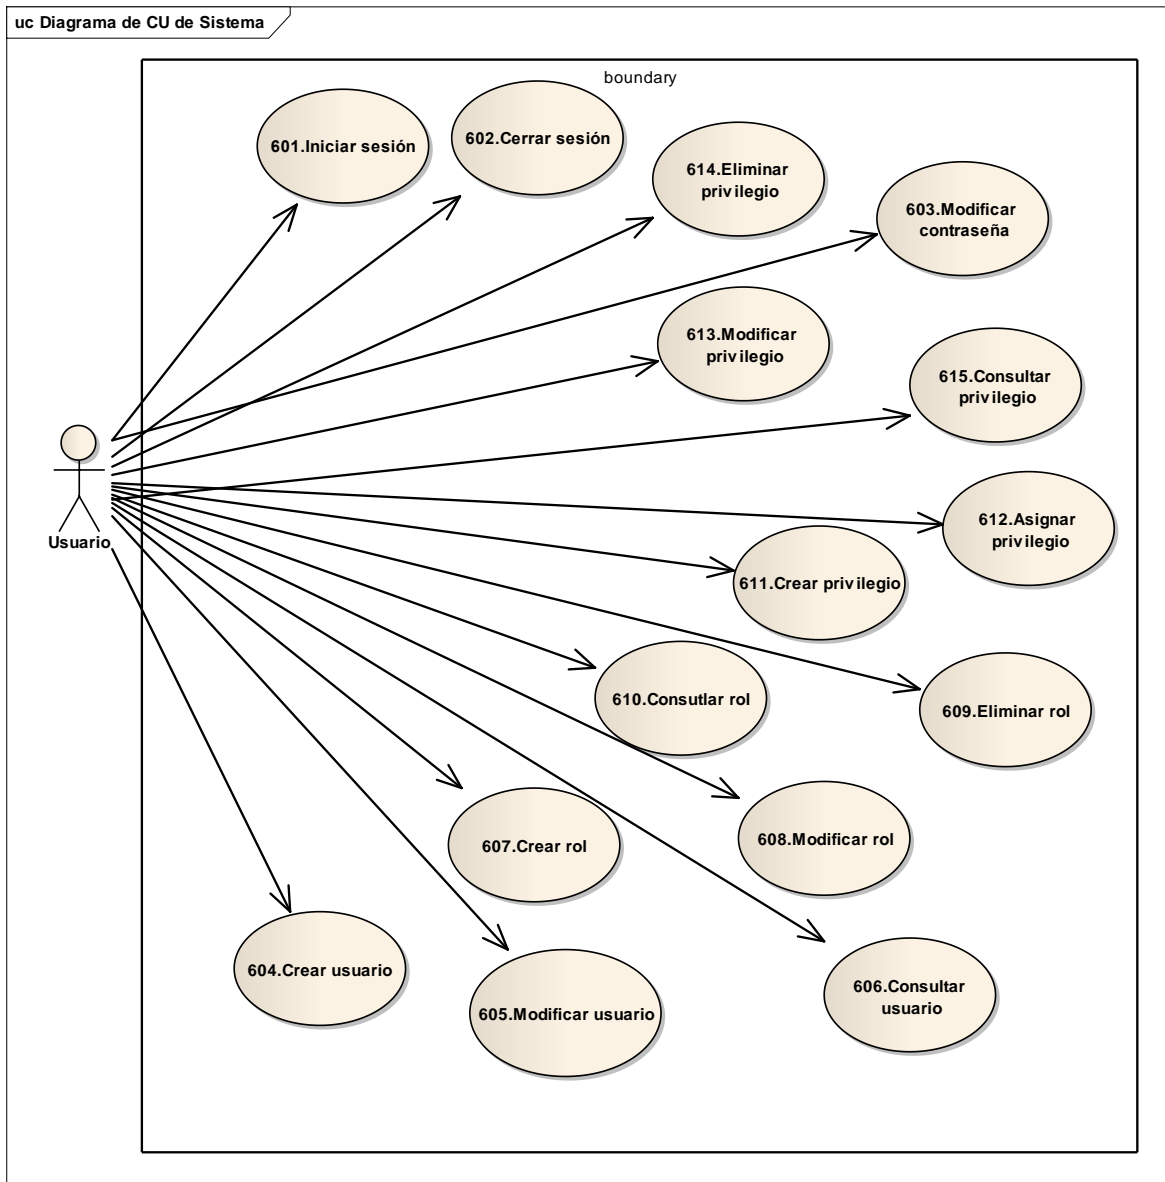 uc Diagrama de CU de Sistema
boundary
601.Iniciar sesión
602.Cerrar sesión
614.Eliminar
privilegio
603.Modificar
contraseña
613.Modificar
privilegio
615.Consultar
privilegio
Usuario
612.Asignar
privilegio
611.Crear privilegio
610.Consutlar rol
609.Eliminar rol
607.Crear rol
608.Modificar rol
604.Crear usuario
605.Modificar usuario
606.Consultar
usuario